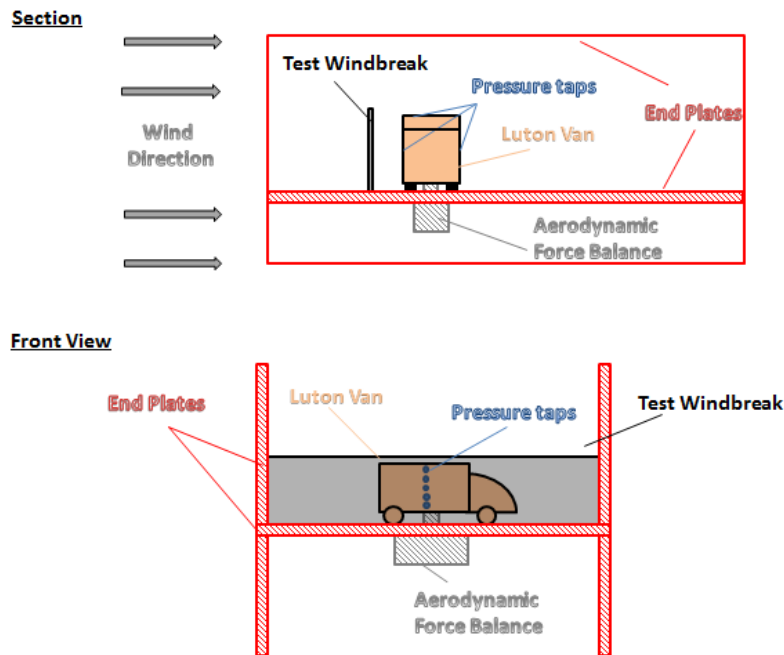 Section
Test Windbreak
Pressure taps
End Plates
Wind
Direction
Luton Van
Aerodynamic
Force Balance
Front View
End Plates
Luton Van
Pressure taps
Test Windbreak
Aerodynamic
Force Balance